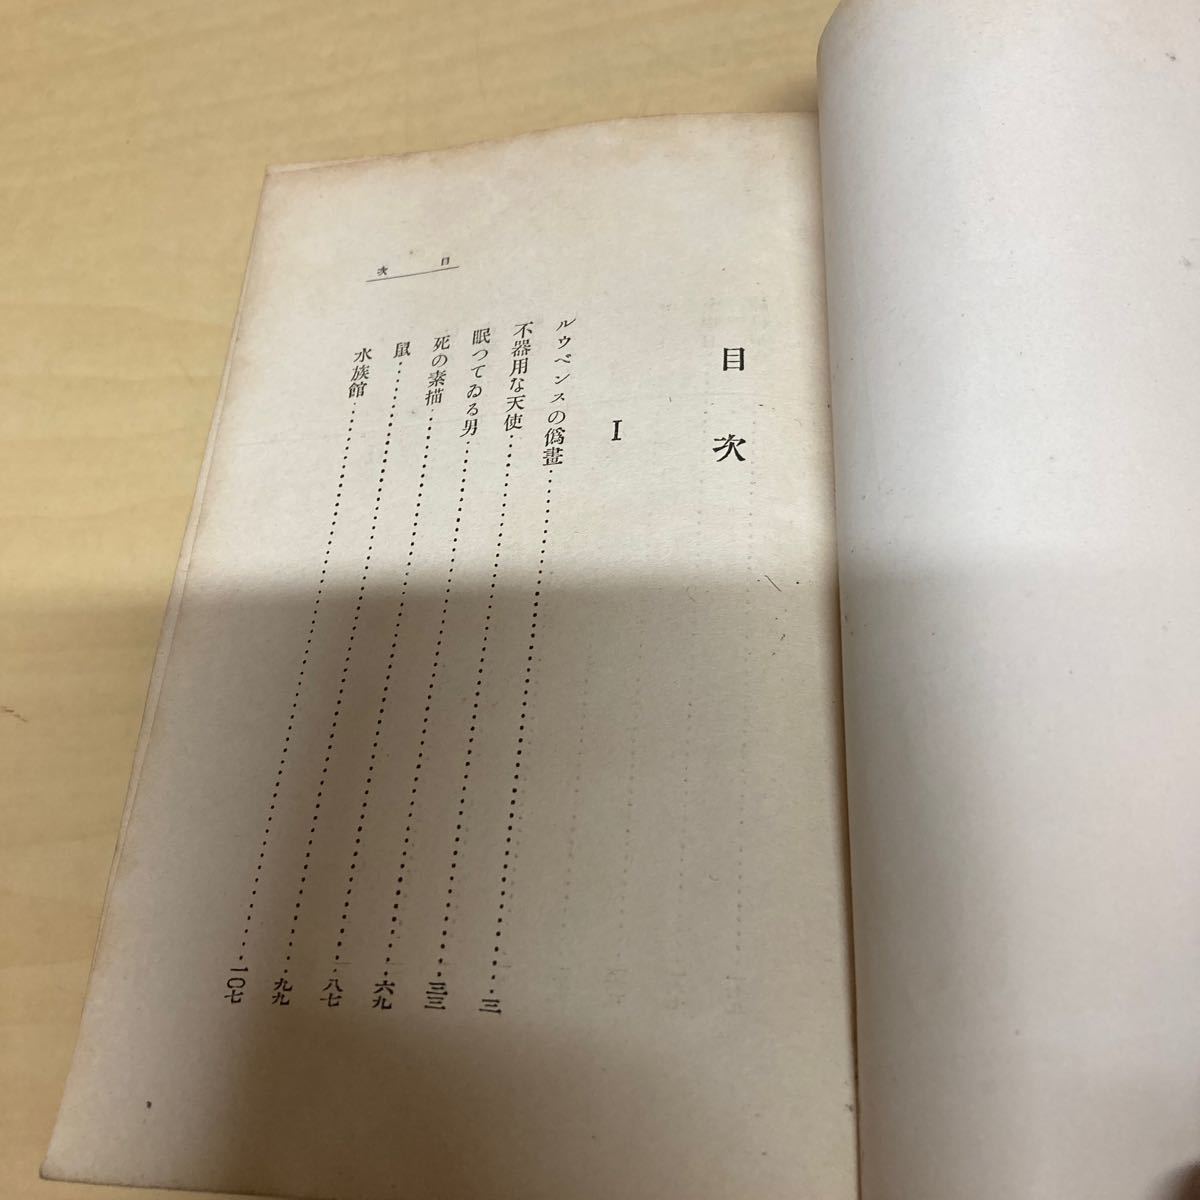 目次
I
ルウベンスの僞畫……三
不器用な天使……三三
眠つてゐる男……六九
死の素描……八七
鼠……九九
水族館……一〇七
目次